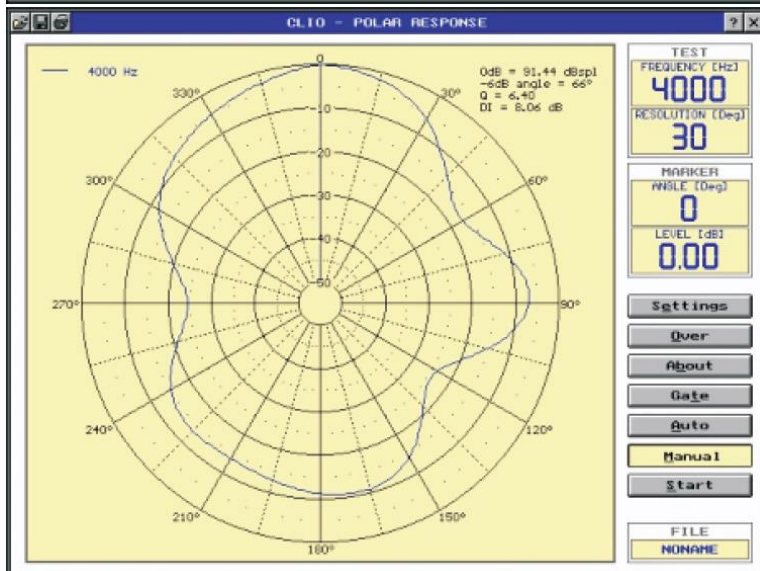 CLIO - POLAR RESPONSE
? X
4000 Hz
0dB = 91.44 dBspl
-6dB angle = 66°
Q = 6.40
DI = 8.06 dB
0
-10
-20
-30
-40
-50
30°
60°
90°
120°
150°
180°
210°
240°
270°
300°
330°
TEST
FREQUENCY [Hz]
4000
RESOLUTION [Deg]
30
MARKER
ANGLE [Deg]
0
LEVEL [dB]
0.00
Settings
Over
About
Gate
Auto
Manual
Start
FILE
NONAME